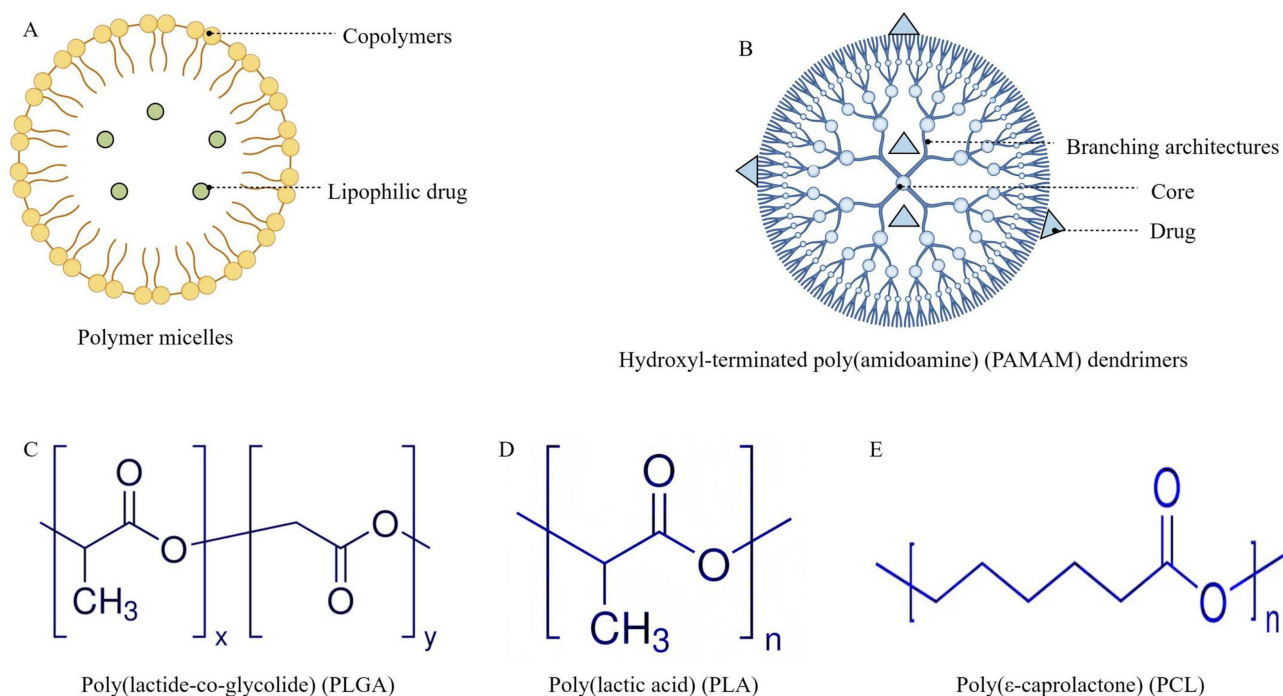 A
Copolymers
Lipophilic drug
Polymer micelles
B
Branching architectures
Core
Drug
Hydroxyl-terminated poly(amidoamine) (PAMAM) dendrimers
C
O
O
CH3
x
O
O
y
Poly(lactide-co-glycolide) (PLGA)
D
O
O
CH3
n
Poly(lactic acid) (PLA)
E
O
O
n
Poly(ε-caprolactone) (PCL)